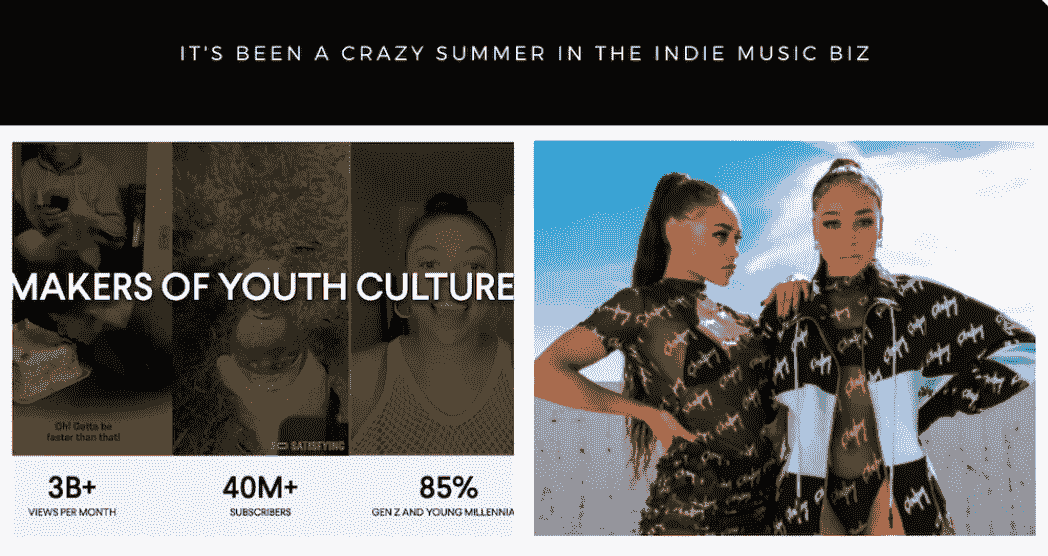 IT'S BEEN A CRAZY SUMMER IN THE INDIE MUSIC BIZ
MAKERS OF YOUTH CULTURE
Oh! Gotta be
faster than that!
SATISFYING
3B+
40M+
85%
VIEWS PER MONTH
SUBSCRIBERS
GEN Z AND YOUNG MILLENNIA